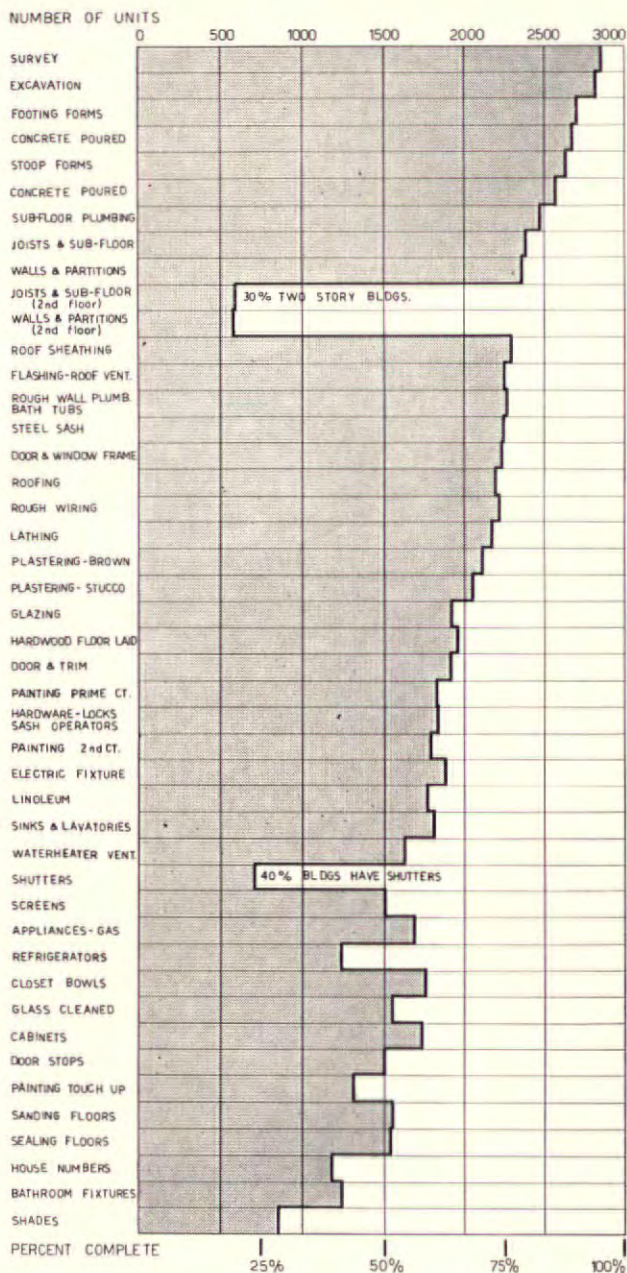 NUMBER OF UNITS
0 500 1000 1500 2000 2500 3000
SURVEY
EXCAVATION
FOOTING FORMS
CONCRETE POURED
STOOP FORMS
CONCRETE POURED
SUB-FLOOR PLUMBING
JOISTS & SUB-FLOOR
WALLS & PARTITIONS
JOISTS & SUB-FLOOR
(2nd floor)
30% TWO STORY BLDGS.
WALLS & PARTITIONS
(2nd floor)
ROOF SHEATHING
FLASHING-ROOF VENT.
ROUGH WALL PLUMB.
BATH TUBS
STEEL SASH
DOOR & WINDOW FRAME
ROOFING
ROUGH WIRING
LATHING
PLASTERING-BROWN
PLASTERING-STUCCO
GLAZING
HARDWOOD FLOOR LAID
DOOR & TRIM
PAINTING PRIME CT.
HARDWARE-LOCKS
SASH OPERATORS
PAINTING 2nd CT.
ELECTRIC FIXTURE
LINOLEUM
SINKS & LAVATORIES
WATERHEATER VENT.
SHUTTERS
40% BLDGS HAVE SHUTTERS
SCREENS
APPLIANCES-GAS
REFRIGERATORS
CLOSET BOWLS
GLASS CLEANED
CABINETS
DOOR STOPS
PAINTING TOUCH UP
SANDING FLOORS
SEALING FLOORS
HOUSE NUMBERS
BATHROOM FIXTURES
SHADES
PERCENT COMPLETE
25% 50% 75% 100%